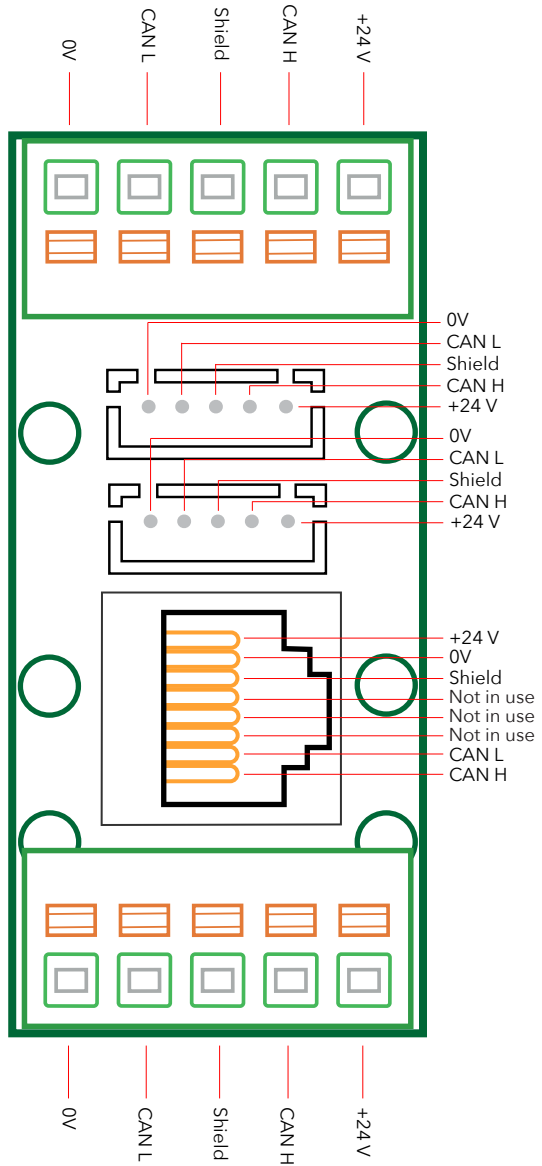 0V
CAN L
Shield
CAN H
+24 V
0V
CAN L
Shield
CAN H
+24 V
0V
CAN L
Shield
CAN H
+24 V
+24 V
0V
Shield
Not in use
Not in use
Not in use
CAN L
CAN H
0V
CAN L
Shield
CAN H
+24 V